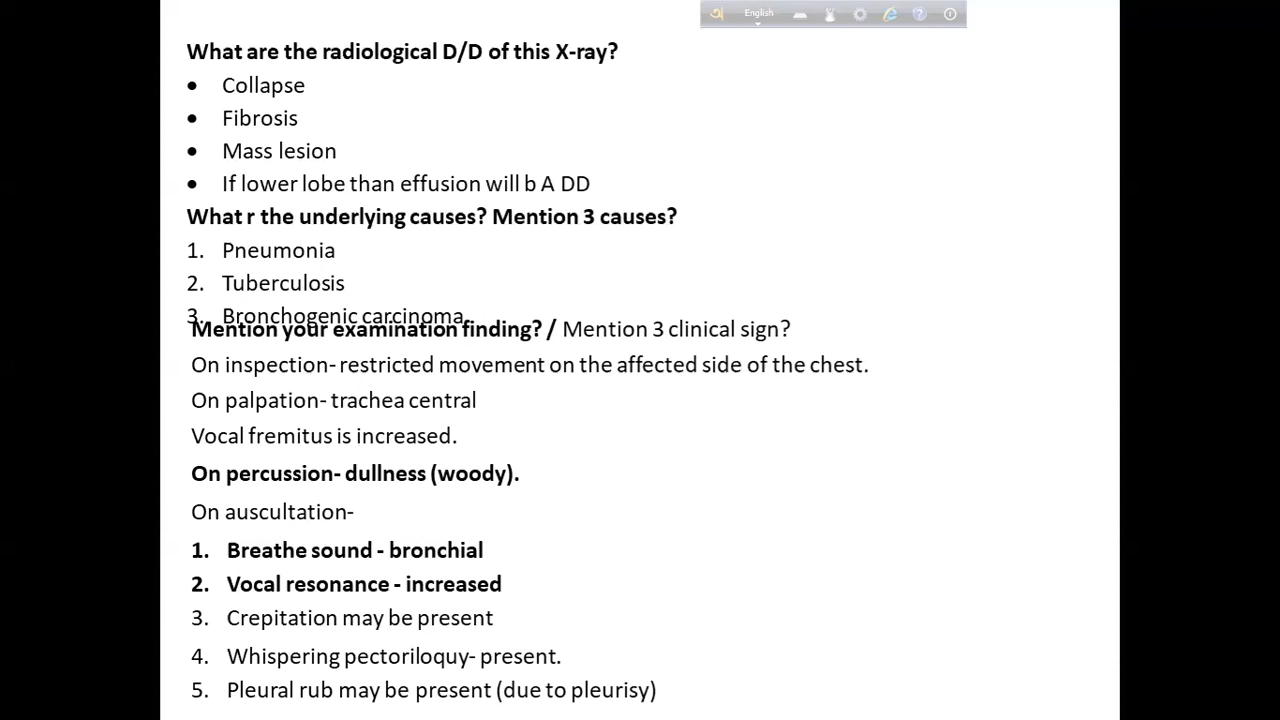 অ English
What are the radiological D/D of this X-ray?
• Collapse
• Fibrosis
• Mass lesion
• If lower lobe than effusion will b A DD
What r the underlying causes? Mention 3 causes?
1. Pneumonia
2. Tuberculosis
3. Bronchogenic carcinoma
Mention your examination finding? / Mention 3 clinical sign?
On inspection- restricted movement on the affected side of the chest.
On palpation- trachea central
Vocal fremitus is increased.
On percussion- dullness (woody).
On auscultation-
1. Breathe sound - bronchial
2. Vocal resonance - increased
3. Crepitation may be present
4. Whispering pectoriloquy- present.
5. Pleural rub may be present (due to pleurisy)